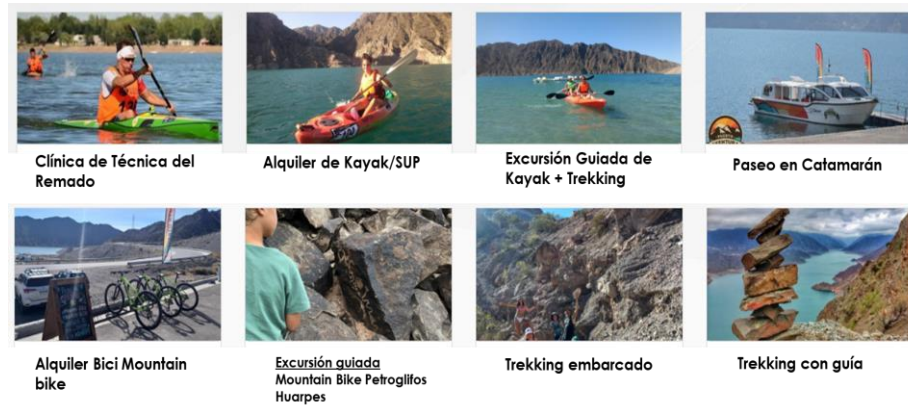 Clínica de Técnica del
Remado
Alquiler de Kayak/SUP
Excursión Guiada de
Kayak + Trekking
Paseo en Catamarán
Alquiler Bici Mountain
bike
Excursión guiada
Mountain Bike Petroglifos
Huarpes
Trekking embarcado
Trekking con guía